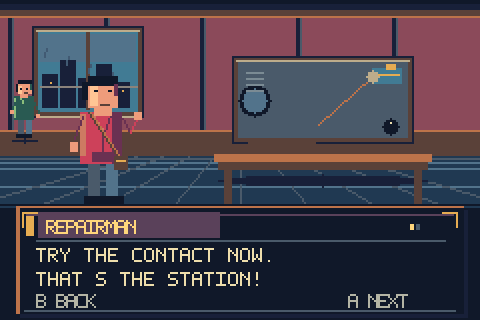 REPAIRMAN
TRY THE CONTACT NOW.
THAT S THE STATION!
B BACK A NEXT